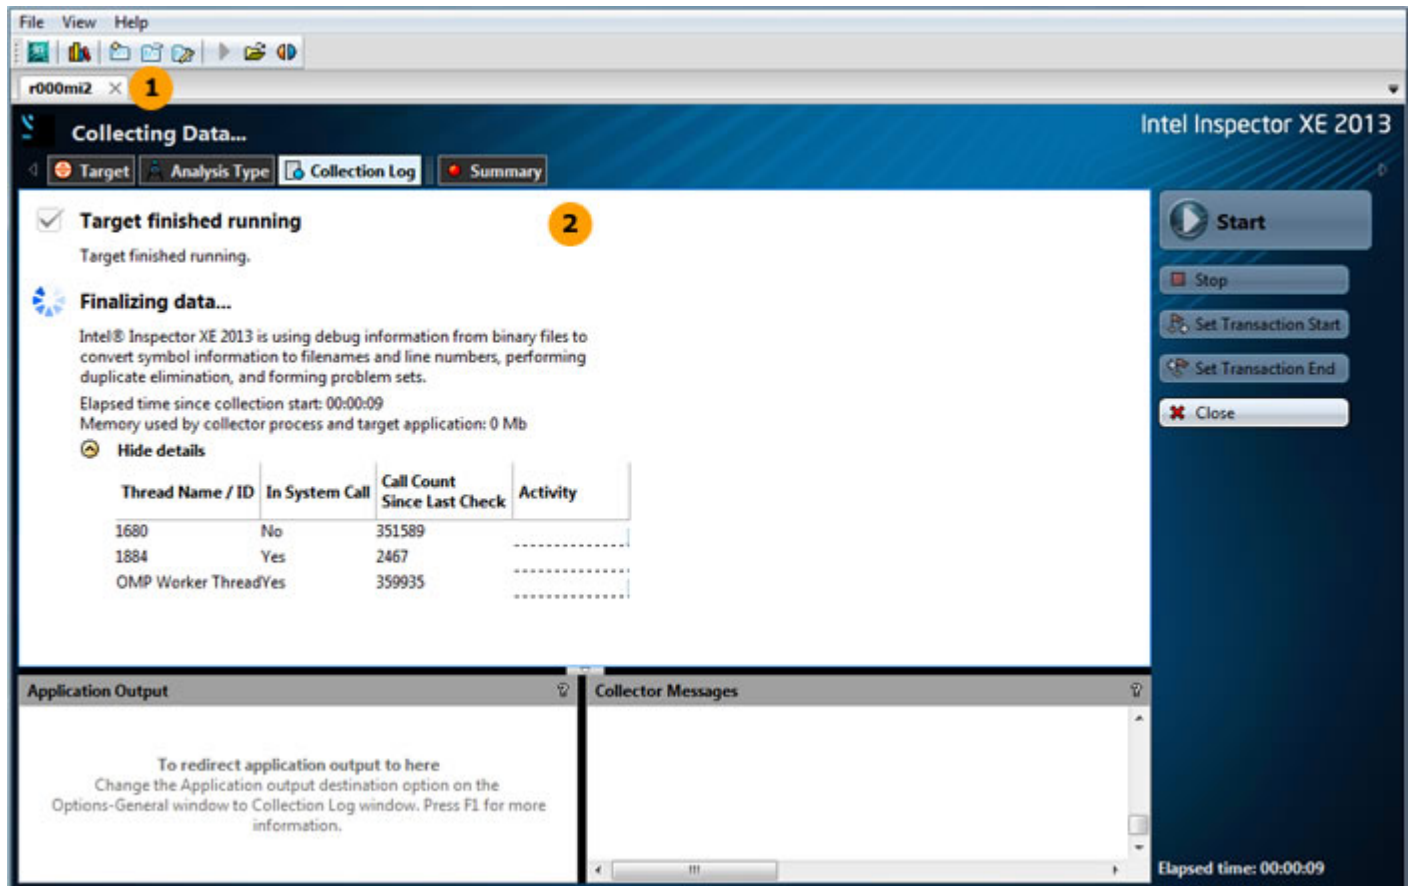 File View Help
r000mi2
1
Collecting Data...
Intel Inspector XE 2013
Target
Analysis Type
Collection Log
Summary
Target finished running
2
Target finished running.
Finalizing data...
Intel® Inspector XE 2013 is using debug information from binary files to
convert symbol information to filenames and line numbers, performing
duplicate elimination, and forming problem sets.
Elapsed time since collection start: 00:00:09
Memory used by collector process and target application: 0 Mb
Hide details
Thread Name / ID In System Call Call Count Activity
Since Last Check
1680 No 351589
1884 Yes 2467
OMP Worker Thread Yes 359935
Start
Stop
Set Transaction Start
Set Transaction End
Close
Application Output
To redirect application output to here
Change the Application output destination option on the
Options-General window to Collection Log window. Press F1 for more
information.
Collector Messages
Elapsed time: 00:00:09